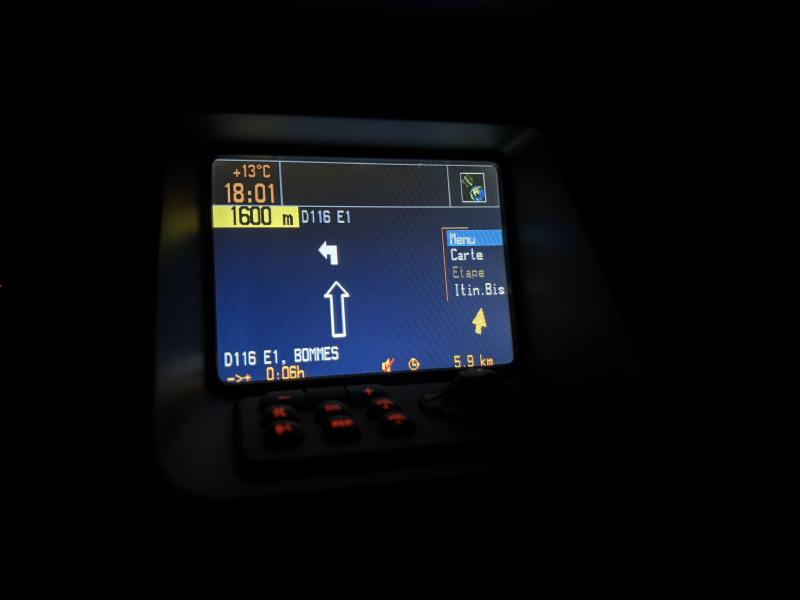 +13°C
18:01
1600 m D116 E1
Menu
Carte
Etape
Itin.Bis
D116 E1, BOMMES
0:06h
5.9 km